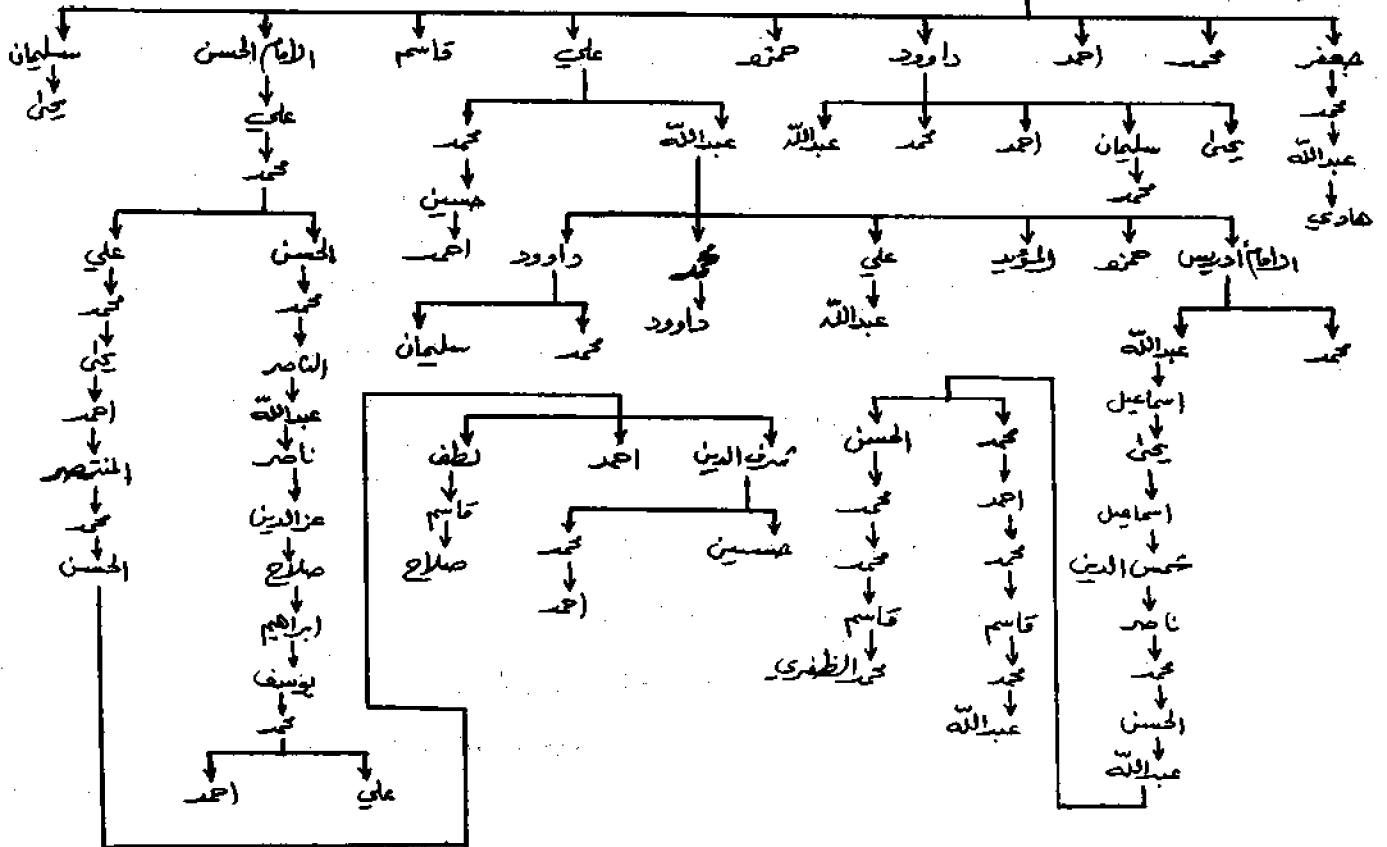 جعفر محمد احمد داوود حمزه علي قاسم الأمام الحسن سليمان
محمد علي يحيى
يحيى سليمان احمد محمد عبدالله عبدالله محمد
عبدالله محمد حسين محمد
هادي
الأمام أدريس حمزه المؤيد علي محمد داوود احمد الحسن علي
عبدالله داوود محمد سليمان محمد محمد
محمد عبدالله الناصر يحيى
اسماعيل عبدالله احمد
محمد الحسن شرف الدين احمد لطف
يحيى ناصر المنتصر
احمد محمد قاسم
اسماعيل عزالدين محمد
حسين محمد
شمس الدين محمد محمد صلاح صلاح الحسن
احمد
ناصر قاسم قاسم ابراهيم
محمد محمد محمد الظفري يوسف
الحسن عبدالله محمد
عبدالله علي احمد